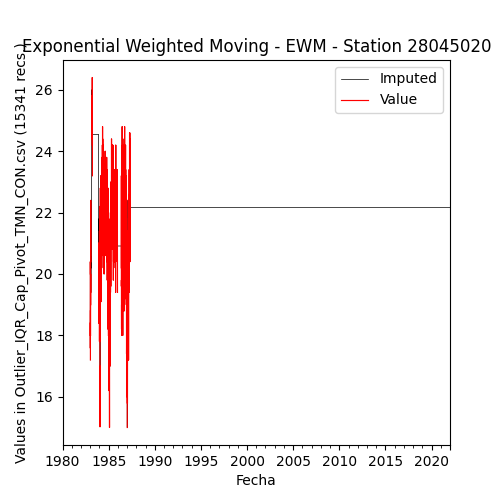 Exponential Weighted Moving - EWM - Station 28045020
Imputed
Value
Values in Outlier_IQR_Cap_Pivot_TMN_CON.csv (15341 recs.)
26
24
22
20
18
16
1980 1985 1990 1995 2000 2005 2010 2015 2020
Fecha